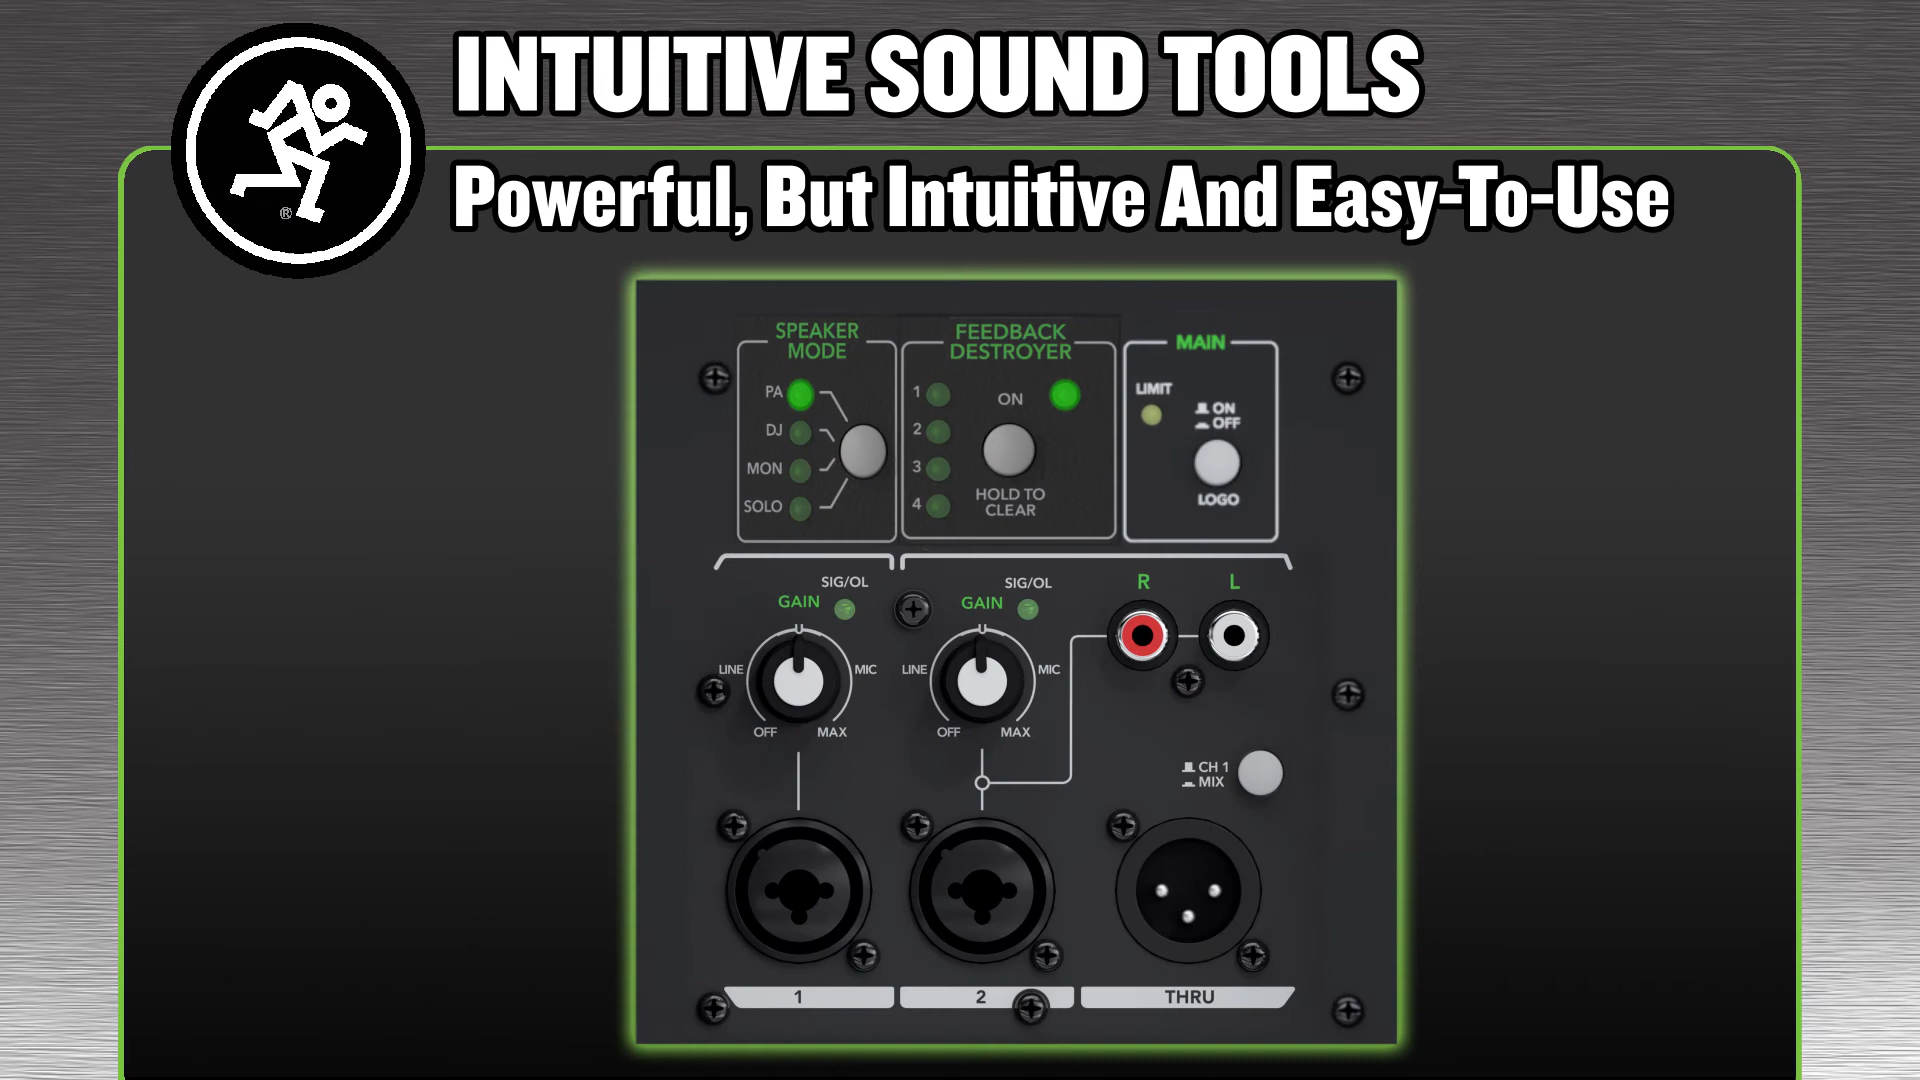 INTUITIVE SOUND TOOLS
Powerful, But Intuitive And Easy-To-Use
®
SPEAKER
MODE
PA
DJ
MON
SOLO
FEEDBACK
DESTROYER
1
2
3
4
ON
HOLD TO
CLEAR
MAIN
LIMIT
ON
OFF
LOGO
SIG/OL
GAIN
LINE
MIC
OFF
MAX
SIG/OL
GAIN
LINE
MIC
OFF
MAX
R L
CH 1
MIX
1
2
THRU